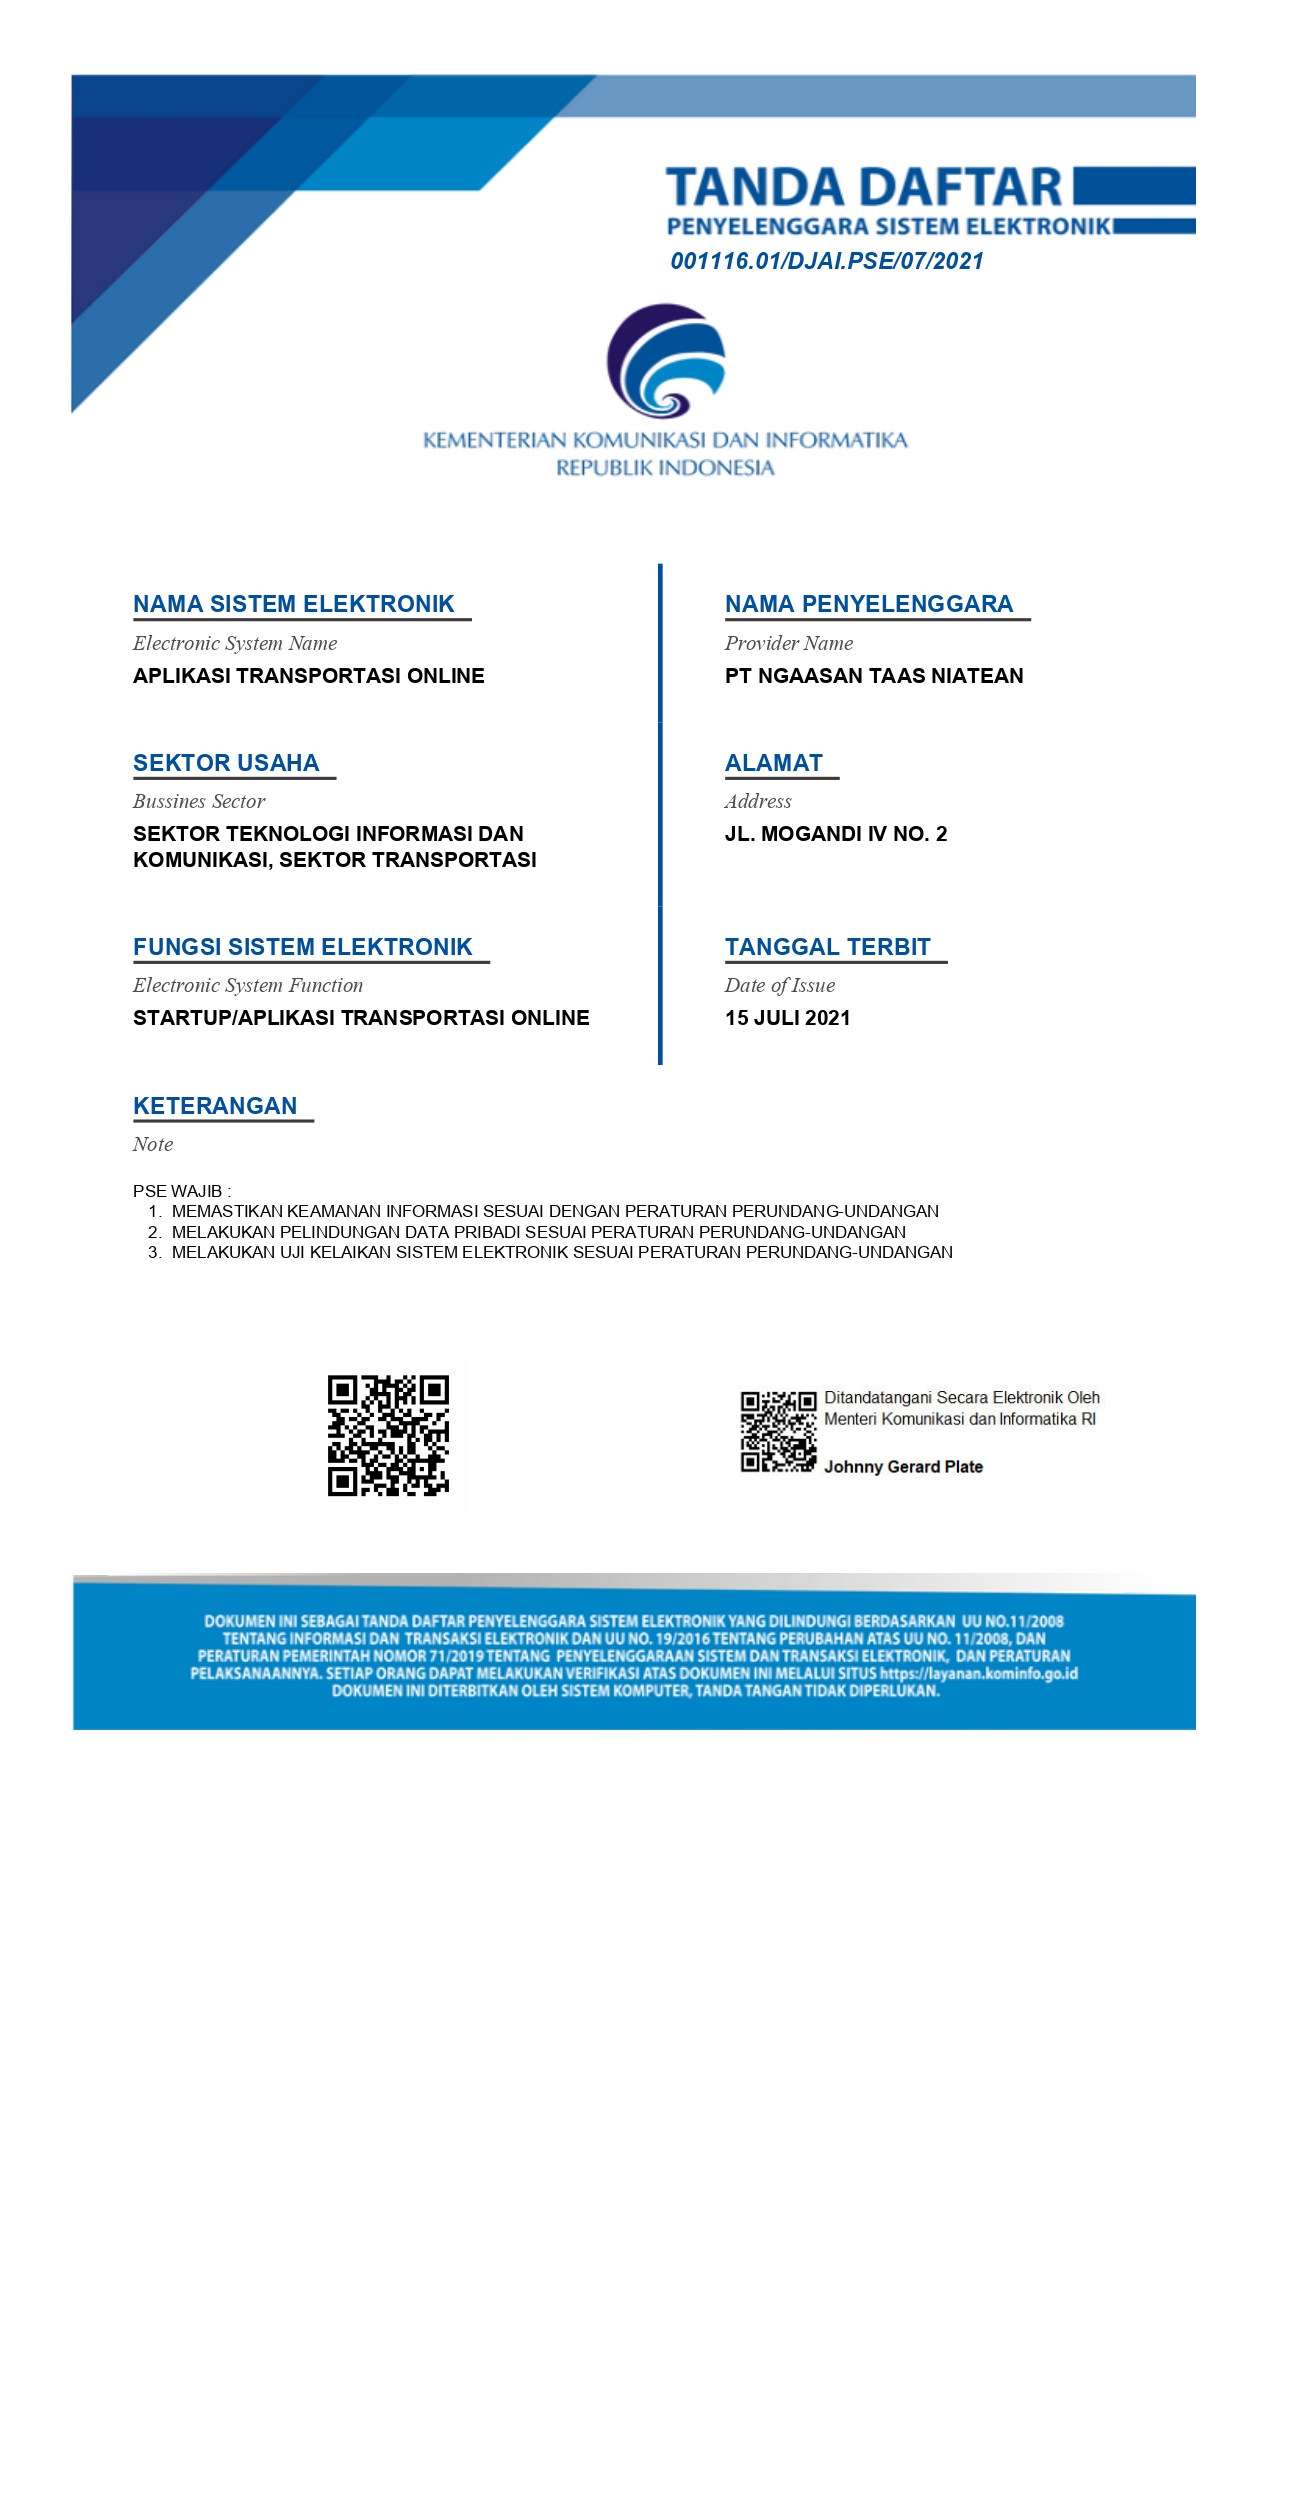 TANDA DAFTAR
PENYELENGGARA SISTEM ELEKTRONIK
001116.01/DJAI.PSE/07/2021
KEMENTERIAN KOMUNIKASI DAN INFORMATIKA
REPUBLIK INDONESIA
NAMA SISTEM ELEKTRONIK
Electronic System Name
APLIKASI TRANSPORTASI ONLINE
NAMA PENYELENGGARA
Provider Name
PT NGAASAN TAAS NIATEAN
SEKTOR USAHA
Bussines Sector
SEKTOR TEKNOLOGI INFORMASI DAN
KOMUNIKASI, SEKTOR TRANSPORTASI
ALAMAT
Address
JL. MOGANDI IV NO. 2
FUNGSI SISTEM ELEKTRONIK
Electronic System Function
STARTUP/APLIKASI TRANSPORTASI ONLINE
TANGGAL TERBIT
Date of Issue
15 JULI 2021
KETERANGAN
Note
PSE WAJIB :
1. MEMASTIKAN KEAMANAN INFORMASI SESUAI DENGAN PERATURAN PERUNDANG-UNDANGAN
2. MELAKUKAN PELINDUNGAN DATA PRIBADI SESUAI PERATURAN PERUNDANG-UNDANGAN
3. MELAKUKAN UJI KELAIKAN SISTEM ELEKTRONIK SESUAI PERATURAN PERUNDANG-UNDANGAN
Ditandatangani Secara Elektronik Oleh
Menteri Komunikasi dan Informatika RI
Johnny Gerard Plate
DOKUMEN INI SEBAGAI TANDA DAFTAR PENYELENGGARA SISTEM ELEKTRONIK YANG DILINDUNGI BERDASARKAN UU NO.11/2008
TENTANG INFORMASI DAN TRANSAKSI ELEKTRONIK DAN UU NO. 19/2016 TENTANG PERUBAHAN ATAS UU NO. 11/2008, DAN
PERATURAN PEMERINTAH NOMOR 71/2019 TENTANG PENYELENGGARAAN SISTEM DAN TRANSAKSI ELEKTRONIK, DAN PERATURAN
PELAKSANAANNYA. SETIAP ORANG DAPAT MELAKUKAN VERIFIKASI ATAS DOKUMEN INI MELALUI SITUS https://layanan.kominfo.go.id
DOKUMEN INI DITERBITKAN OLEH SISTEM KOMPUTER, TANDA TANGAN TIDAK DIPERLUKAN.